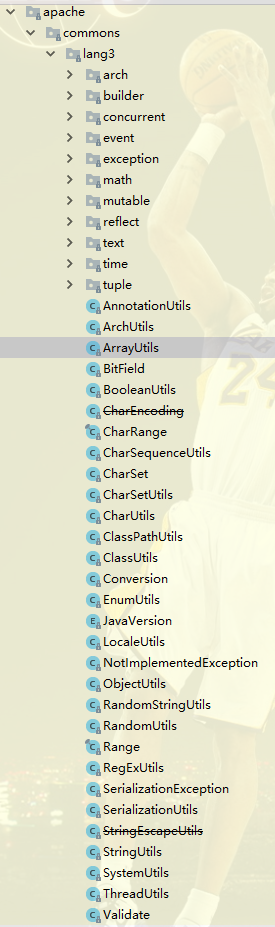 apache
commons
lang3
arch
builder
concurrent
event
exception
math
mutable
reflect
text
time
tuple
AnnotationUtils
ArchUtils
ArrayUtils
BitField
BooleanUtils
CharEncoding
CharRange
CharSequenceUtils
CharSet
CharSetUtils
CharUtils
ClassPathUtils
ClassUtils
Conversion
EnumUtils
JavaVersion
LocaleUtils
NotImplementedException
ObjectUtils
RandomStringUtils
RandomUtils
Range
RegExUtils
SerializationException
SerializationUtils
StringEscapeUtils
StringUtils
SystemUtils
ThreadUtils
Validate
24